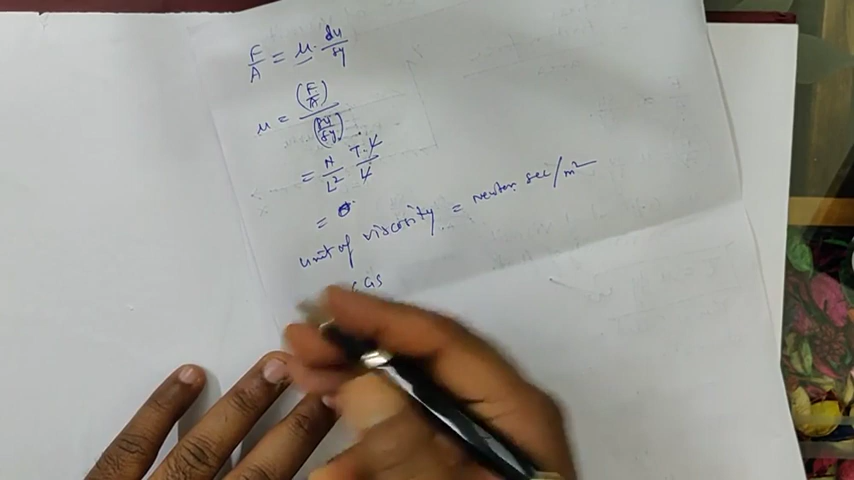 F/A = μ. du/dy
μ = (F/A)/(du/dy)
= N/L² T.L/L
=
unit of viscosity = newton sec/m²
CGS